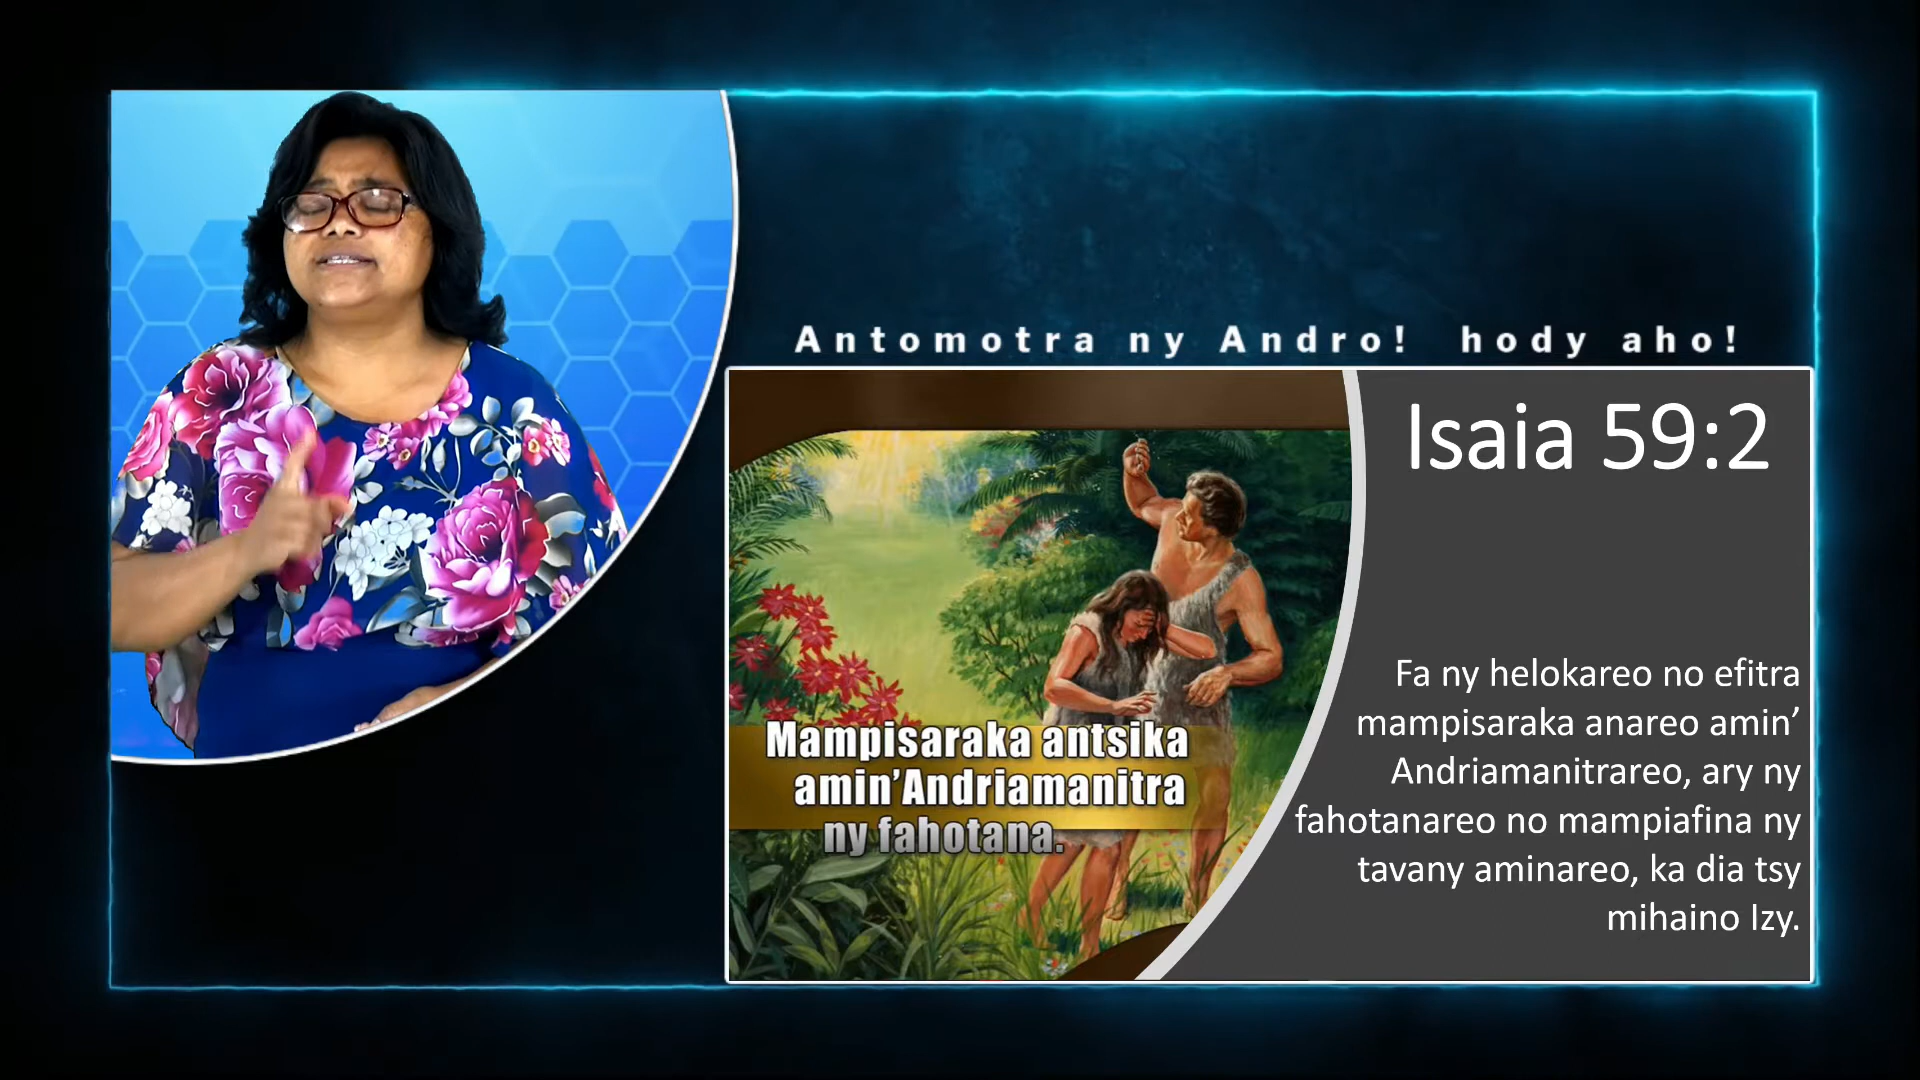 Antomotra ny Andro! hody aho!
Isaia 59:2
Mampisaraka antsika
amin’Andriamanitra
ny fahotana.
Fa ny helokareo no efitra
mampisaraka anareo amin’
Andriamanitrareo, ary ny
fahotanareo no mampiafina ny
tavany aminareo, ka dia tsy
mihaino Izy.